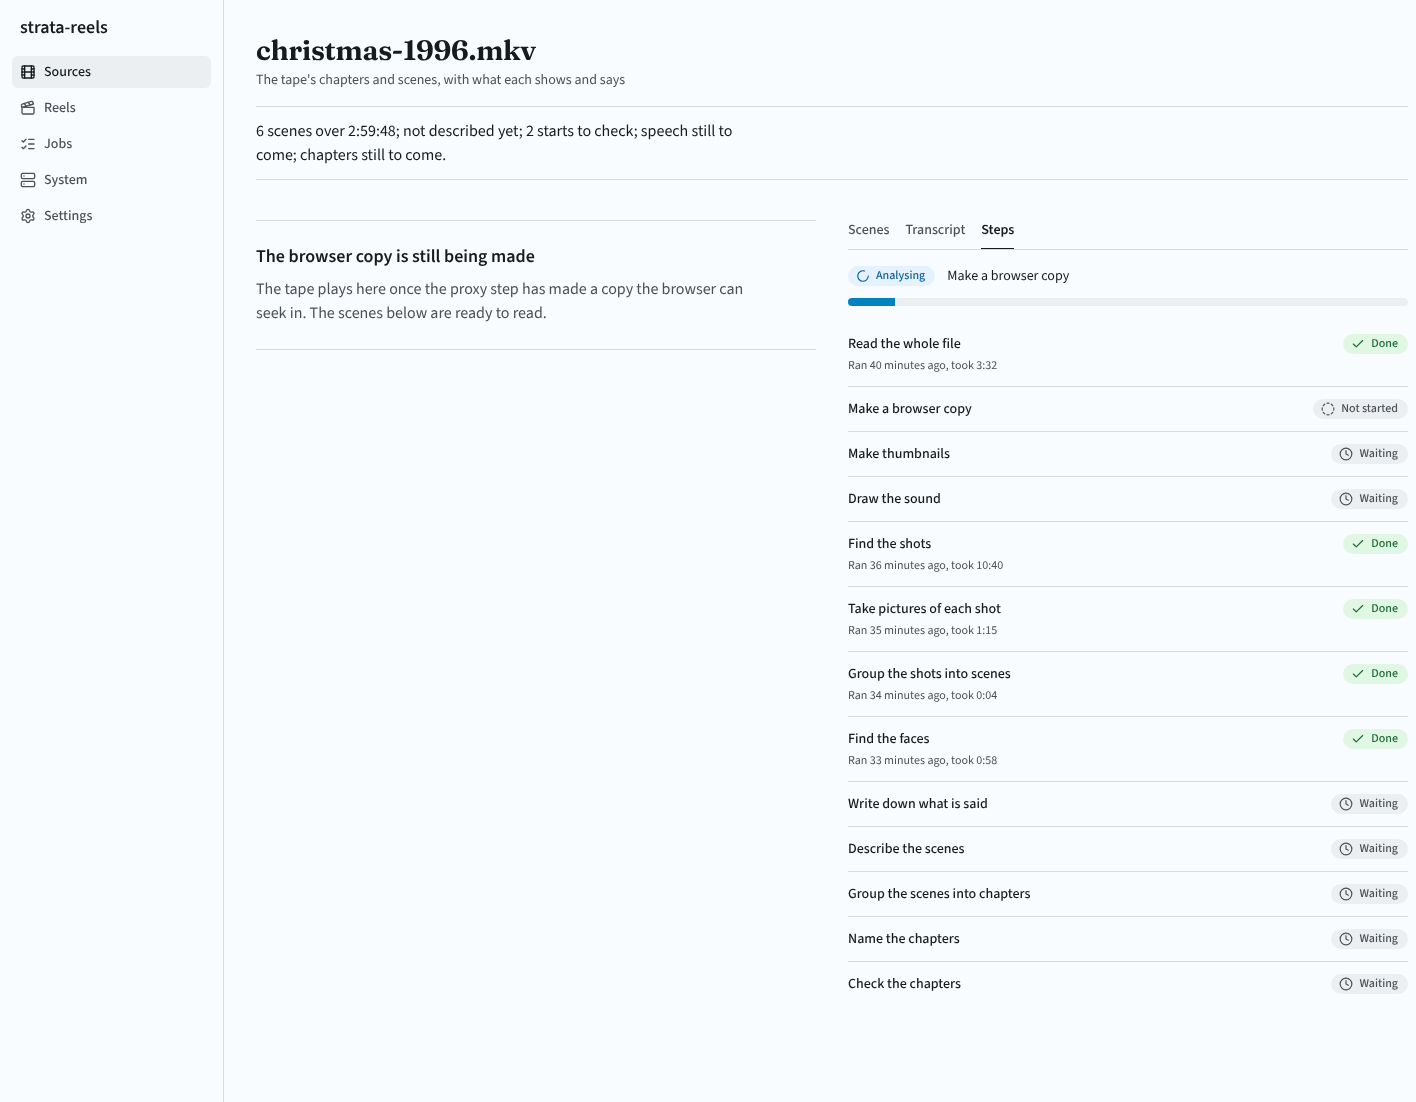 strata-reels
Sources
Reels
Jobs
System
Settings
christmas-1996.mkv
The tape's chapters and scenes, with what each shows and says
6 scenes over 2:59:48; not described yet; 2 starts to check; speech still to
come; chapters still to come.
The browser copy is still being made
The tape plays here once the proxy step has made a copy the browser can
seek in. The scenes below are ready to read.
Scenes Transcript Steps
Analysing Make a browser copy
Read the whole file Done
Ran 40 minutes ago, took 3:32
Make a browser copy Not started
Make thumbnails Waiting
Draw the sound Waiting
Find the shots Done
Ran 36 minutes ago, took 10:40
Take pictures of each shot Done
Ran 35 minutes ago, took 1:15
Group the shots into scenes Done
Ran 34 minutes ago, took 0:04
Find the faces Done
Ran 33 minutes ago, took 0:58
Write down what is said Waiting
Describe the scenes Waiting
Group the scenes into chapters Waiting
Name the chapters Waiting
Check the chapters Waiting